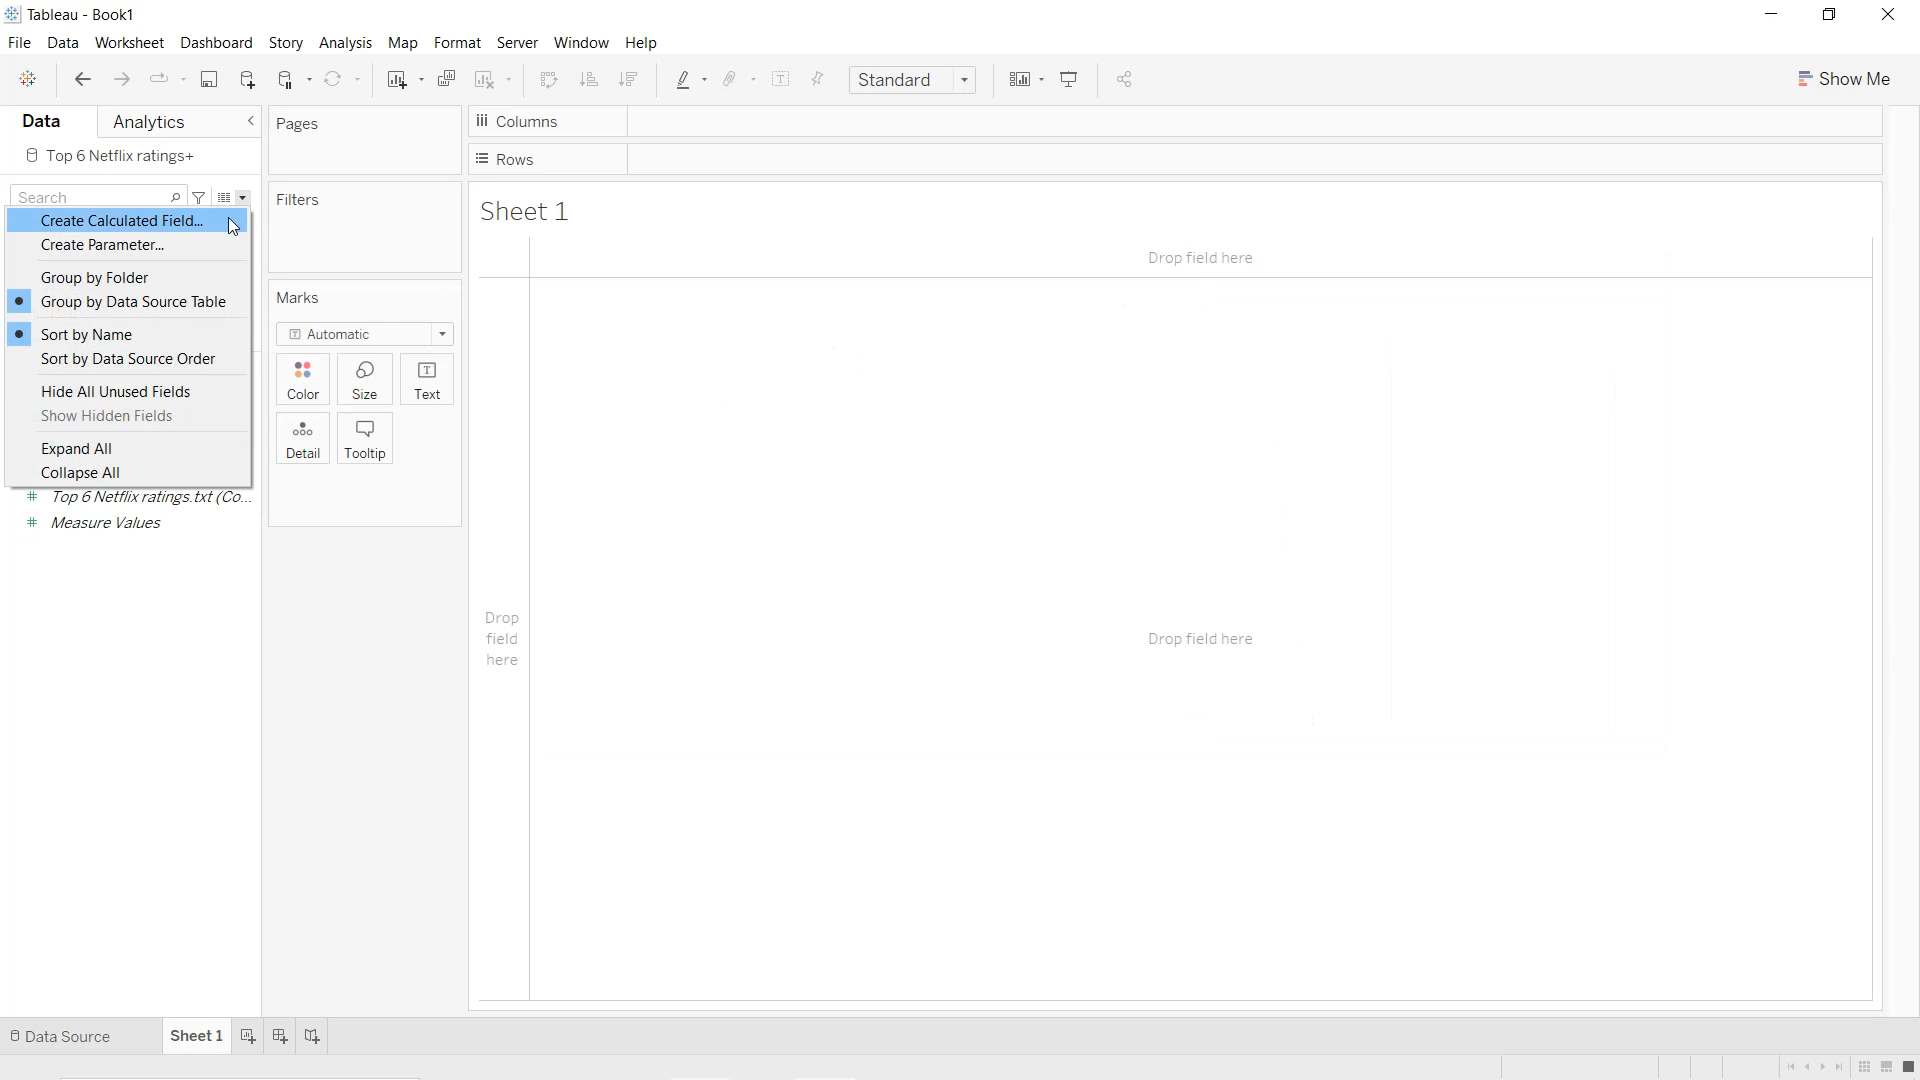 Tableau - Book1
File Data Worksheet Dashboard Story Analysis Map Format Server Window Help
Standard
Show Me
Data
Analytics
Pages
Columns
Top 6 Netflix ratings+
Rows
Search
Filters
Sheet 1
Create Calculated Field...
Create Parameter...
Drop field here
Group by Folder
Group by Data Source Table
Marks
Sort by Name
Automatic
Sort by Data Source Order
Hide All Unused Fields
Color
Size
Text
Show Hidden Fields
Expand All
Detail
Tooltip
Collapse All
Top 6 Netflix ratings.txt (Co...
Measure Values
Drop
field
here
Drop field here
Data Source
Sheet 1